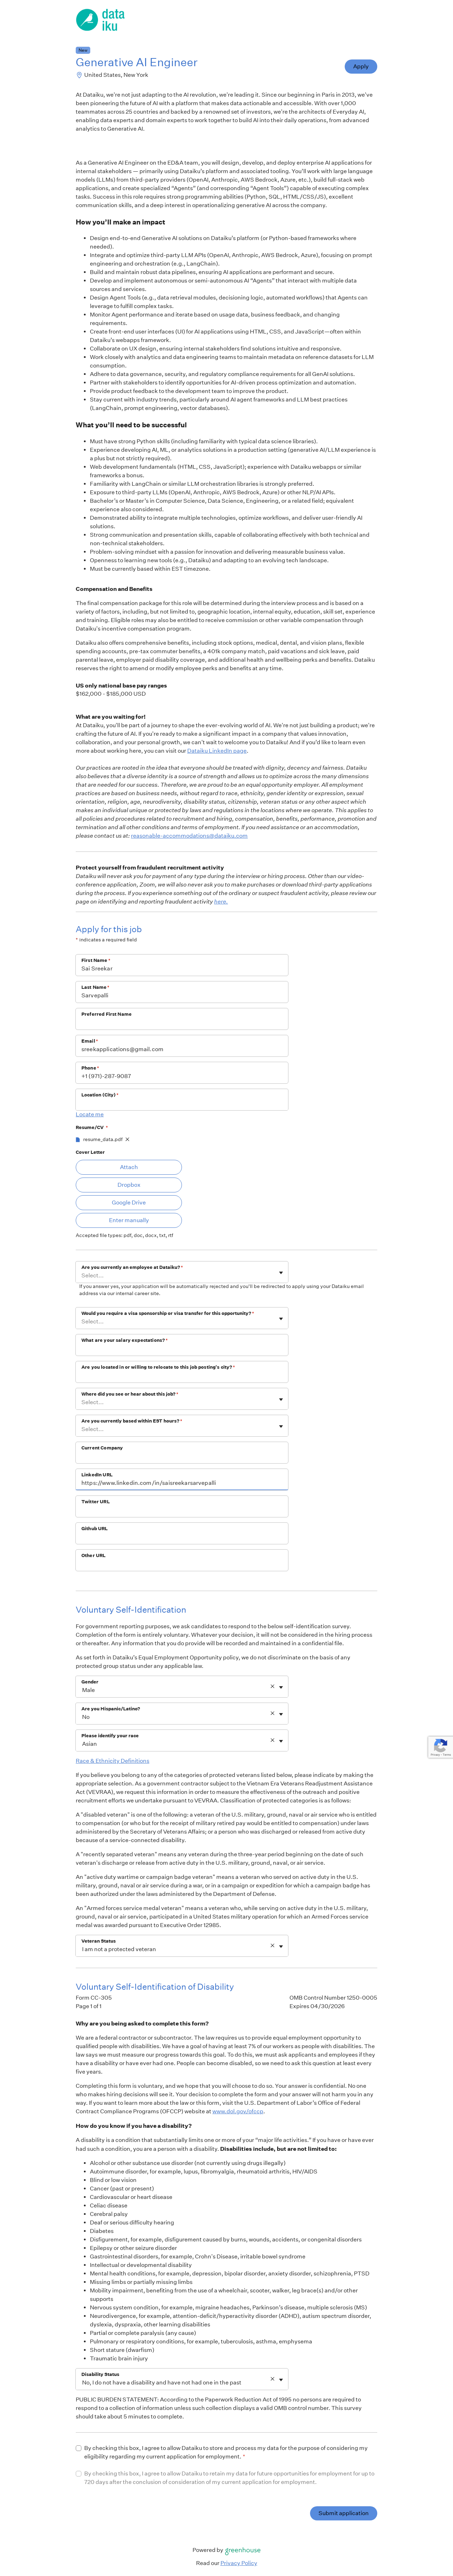 data
iku
New
Generative AI Engineer
Apply
United States, New York
At Dataiku, we're not just adapting to the AI revolution, we're leading it. Since our beginning in Paris in 2013, we've
been pioneering the future of AI with a platform that makes data actionable and accessible. With over 1,000
teammates across 25 countries and backed by a renowned set of investors, we're the architects of Everyday AI,
enabling data experts and domain experts to work together to build AI into their daily operations, from advanced
analytics to Generative AI.
As a Generative AI Engineer on the ED&A team, you will design, develop, and deploy enterprise AI applications for
internal stakeholders — primarily using Dataiku's platform and associated tooling. You'll work with large language
models (LLMs) from third-party providers (OpenAI, Anthropic, AWS Bedrock, Azure, etc.), build full-stack web
applications, and create specialized "Agents" (and corresponding "Agent Tools") capable of executing complex
tasks. Success in this role requires strong programming abilities (Python, SQL, HTML/CSS/JS), excellent
communication skills, and a deep interest in operationalizing generative AI across the company.
How you'll make an impact
• Design end-to-end Generative AI solutions on Dataiku's platform (or Python-based frameworks where
needed).
• Integrate and optimize third-party LLM APIs (OpenAI, Anthropic, AWS Bedrock, Azure), focusing on prompt
engineering and orchestration (e.g., LangChain).
• Build and maintain robust data pipelines, ensuring AI applications are performant and secure.
• Develop and implement autonomous or semi-autonomous AI "Agents" that interact with multiple data
sources and services.
• Design Agent Tools (e.g., data retrieval modules, decisioning logic, automated workflows) that Agents can
leverage to fulfill complex tasks.
• Monitor Agent performance and iterate based on usage data, business feedback, and changing
requirements.
• Create front-end user interfaces (UI) for AI applications using HTML, CSS, and JavaScript—often within
Dataiku's webapps framework.
• Collaborate on UX design, ensuring internal stakeholders find solutions intuitive and responsive.
• Work closely with analytics and data engineering teams to maintain metadata on reference datasets for LLM
consumption.
• Adhere to data governance, security, and regulatory compliance requirements for all GenAI solutions.
• Partner with stakeholders to identify opportunities for AI-driven process optimization and automation.
• Provide product feedback to the development team to improve the product.
• Stay current with industry trends, particularly around AI agent frameworks and LLM best practices
(LangChain, prompt engineering, vector databases).
What you'll need to be successful
• Must have strong Python skills (including familiarity with typical data science libraries).
• Experience developing AI, ML, or analytics solutions in a production setting (generative AI/LLM experience is
a plus but not strictly required).
• Web development fundamentals (HTML, CSS, JavaScript); experience with Dataiku webapps or similar
frameworks a bonus.
• Familiarity with LangChain or similar LLM orchestration libraries is strongly preferred.
• Exposure to third-party LLMs (OpenAI, Anthropic, AWS Bedrock, Azure) or other NLP/AI APIs.
• Bachelor's or Master's in Computer Science, Data Science, Engineering, or a related field; equivalent
experience also considered.
• Demonstrated ability to integrate multiple technologies, optimize workflows, and deliver user-friendly AI
solutions.
• Strong communication and presentation skills, capable of collaborating effectively with both technical and
non-technical stakeholders.
• Problem-solving mindset with a passion for innovation and delivering measurable business value.
• Openness to learning new tools (e.g., Dataiku) and adapting to an evolving tech landscape.
• Must be currently based within EST timezone.
Compensation and Benefits
The final compensation package for this role will be determined during the interview process and is based on a
variety of factors, including, but not limited to, geographic location, internal equity, education, skill set, experience
and training. Eligible roles may also be entitled to receive commission or other variable compensation through
Dataiku's incentive compensation program.
Dataiku also offers comprehensive benefits, including stock options, medical, dental, and vision plans, flexible
spending accounts, pre-tax commuter benefits, a 401k company match, paid vacations and sick leave, paid
parental leave, employer paid disability coverage, and additional health and wellbeing perks and benefits. Dataiku
reserves the right to amend or modify employee perks and benefits at any time.
US only national base pay ranges
$162,000 - $185,000 USD
What are you waiting for!
At Dataiku, you'll be part of a journey to shape the ever-evolving world of AI. We're not just building a product; we're
crafting the future of AI. If you're ready to make a significant impact in a company that values innovation,
collaboration, and your personal growth, we can't wait to welcome you to Dataiku! And if you'd like to learn even
more about working here, you can visit our Dataiku LinkedIn page.
Our practices are rooted in the idea that everyone should be treated with dignity, decency and fairness. Dataiku
also believes that a diverse identity is a source of strength and allows us to optimize across the many dimensions
that are needed for our success. Therefore, we are proud to be an equal opportunity employer. All employment
practices are based on business needs, without regard to race, ethnicity, gender identity or expression, sexual
orientation, religion, age, neurodiversity, disability status, citizenship, veteran status or any other aspect which
makes an individual unique or protected by laws and regulations in the locations where we operate. This applies to
all policies and procedures related to recruitment and hiring, compensation, benefits, performance, promotion and
termination and all other conditions and terms of employment. If you need assistance or an accommodation,
please contact us at: reasonable-accommodations@dataiku.com
Protect yourself from fraudulent recruitment activity
Dataiku will never ask you for payment of any type during the interview or hiring process. Other than our video-
conference application, Zoom, we will also never ask you to make purchases or download third-party applications
during the process. If you experience something out of the ordinary or suspect fraudulent activity, please review our
page on identifying and reporting fraudulent activity here.
Apply for this job
* indicates a required field
First Name *
Sai Sreekar
Last Name *
Sarvepalli
Preferred First Name
Email *
sreekapplications@gmail.com
Phone *
+1 (971)-287-9087
Location (City) *
Locate me
Resume/CV *
resume_data.pdf
Cover Letter
Attach
Dropbox
Google Drive
Enter manually
Accepted file types: pdf, doc, docx, txt, rtf
Are you currently an employee at Dataiku? *
Select...
If you answer yes, your application will be automatically rejected and you'll be redirected to apply using your Dataiku email
address via our internal career site.
Would you require a visa sponsorship or visa transfer for this opportunity? *
Select...
What are your salary expectations? *
Are you located in or willing to relocate to this job posting's city? *
Where did you see or hear about this job? *
Select...
Are you currently based within EST hours? *
Select...
Current Company
LinkedIn URL
https://www.linkedin.com/in/saisreekarsarvepalli
Twitter URL
Github URL
Other URL
Voluntary Self-Identification
For government reporting purposes, we ask candidates to respond to the below self-identification survey.
Completion of the form is entirely voluntary. Whatever your decision, it will not be considered in the hiring process
or thereafter. Any information that you do provide will be recorded and maintained in a confidential file.
As set forth in Dataiku's Equal Employment Opportunity policy, we do not discriminate on the basis of any
protected group status under any applicable law.
Gender
Male
Are you Hispanic/Latino?
No
Please identify your race
Asian
Race & Ethnicity Definitions
Privacy - Terms
If you believe you belong to any of the categories of protected veterans listed below, please indicate by making the
appropriate selection. As a government contractor subject to the Vietnam Era Veterans Readjustment Assistance
Act (VEVRAA), we request this information in order to measure the effectiveness of the outreach and positive
recruitment efforts we undertake pursuant to VEVRAA. Classification of protected categories is as follows:
A "disabled veteran" is one of the following: a veteran of the U.S. military, ground, naval or air service who is entitled
to compensation (or who but for the receipt of military retired pay would be entitled to compensation) under laws
administered by the Secretary of Veterans Affairs; or a person who was discharged or released from active duty
because of a service-connected disability.
A "recently separated veteran" means any veteran during the three-year period beginning on the date of such
veteran's discharge or release from active duty in the U.S. military, ground, naval, or air service.
An "active duty wartime or campaign badge veteran" means a veteran who served on active duty in the U.S.
military, ground, naval or air service during a war, or in a campaign or expedition for which a campaign badge has
been authorized under the laws administered by the Department of Defense.
An "Armed forces service medal veteran" means a veteran who, while serving on active duty in the U.S. military,
ground, naval or air service, participated in a United States military operation for which an Armed Forces service
medal was awarded pursuant to Executive Order 12985.
Veteran Status
I am not a protected veteran
Voluntary Self-Identification of Disability
Form CC-305
OMB Control Number 1250-0005
Page 1 of 1
Expires 04/30/2026
Why are you being asked to complete this form?
We are a federal contractor or subcontractor. The law requires us to provide equal employment opportunity to
qualified people with disabilities. We have a goal of having at least 7% of our workers as people with disabilities. The
law says we must measure our progress towards this goal. To do this, we must ask applicants and employees if they
have a disability or have ever had one. People can become disabled, so we need to ask this question at least every
five years.
Completing this form is voluntary, and we hope that you will choose to do so. Your answer is confidential. No one
who makes hiring decisions will see it. Your decision to complete the form and your answer will not harm you in any
way. If you want to learn more about the law or this form, visit the U.S. Department of Labor's Office of Federal
Contract Compliance Programs (OFCCP) website at www.dol.gov/ofccp.
How do you know if you have a disability?
A disability is a condition that substantially limits one or more of your "major life activities." If you have or have ever
had such a condition, you are a person with a disability. Disabilities include, but are not limited to:
• Alcohol or other substance use disorder (not currently using drugs illegally)
• Autoimmune disorder, for example, lupus, fibromyalgia, rheumatoid arthritis, HIV/AIDS
• Blind or low vision
• Cancer (past or present)
• Cardiovascular or heart disease
• Celiac disease
• Cerebral palsy
• Deaf or serious difficulty hearing
• Diabetes
• Disfigurement, for example, disfigurement caused by burns, wounds, accidents, or congenital disorders
• Epilepsy or other seizure disorder
• Gastrointestinal disorders, for example, Crohn's Disease, irritable bowel syndrome
• Intellectual or developmental disability
• Mental health conditions, for example, depression, bipolar disorder, anxiety disorder, schizophrenia, PTSD
• Missing limbs or partially missing limbs
• Mobility impairment, benefiting from the use of a wheelchair, scooter, walker, leg brace(s) and/or other
supports
• Nervous system condition, for example, migraine headaches, Parkinson's disease, multiple sclerosis (MS)
• Neurodivergence, for example, attention-deficit/hyperactivity disorder (ADHD), autism spectrum disorder,
dyslexia, dyspraxia, other learning disabilities
• Partial or complete paralysis (any cause)
• Pulmonary or respiratory conditions, for example, tuberculosis, asthma, emphysema
• Short stature (dwarfism)
• Traumatic brain injury
Disability Status
No, I do not have a disability and have not had one in the past
PUBLIC BURDEN STATEMENT: According to the Paperwork Reduction Act of 1995 no persons are required to
respond to a collection of information unless such collection displays a valid OMB control number. This survey
should take about 5 minutes to complete.
By checking this box, I agree to allow Dataiku to store and process my data for the purpose of considering my
eligibility regarding my current application for employment. *
By checking this box, I agree to allow Dataiku to retain my data for future opportunities for employment for up to
720 days after the conclusion of consideration of my current application for employment.
Submit application
Powered by greenhouse
Read our Privacy Policy